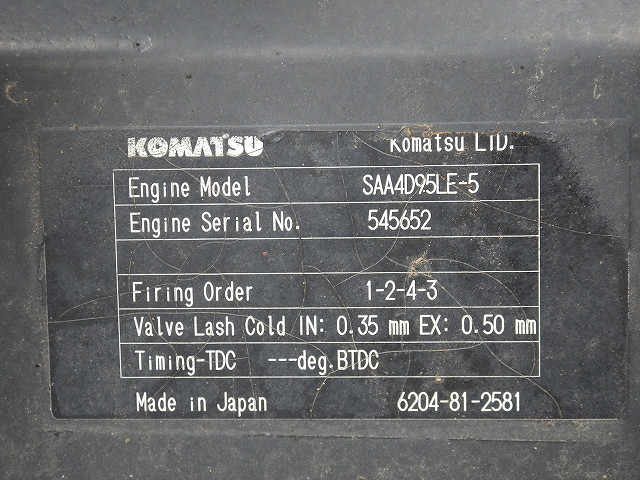 KOMATSU Komatsu LTD.
Engine Model SAA4D95LE-5
Engine Serial No. 545652
Firing Order 1-2-4-3
Valve Lash Cold IN: 0.35 mm EX: 0.50 mm
Timing-TDC ---deg.BTDC
Made in Japan 6204-81-2581